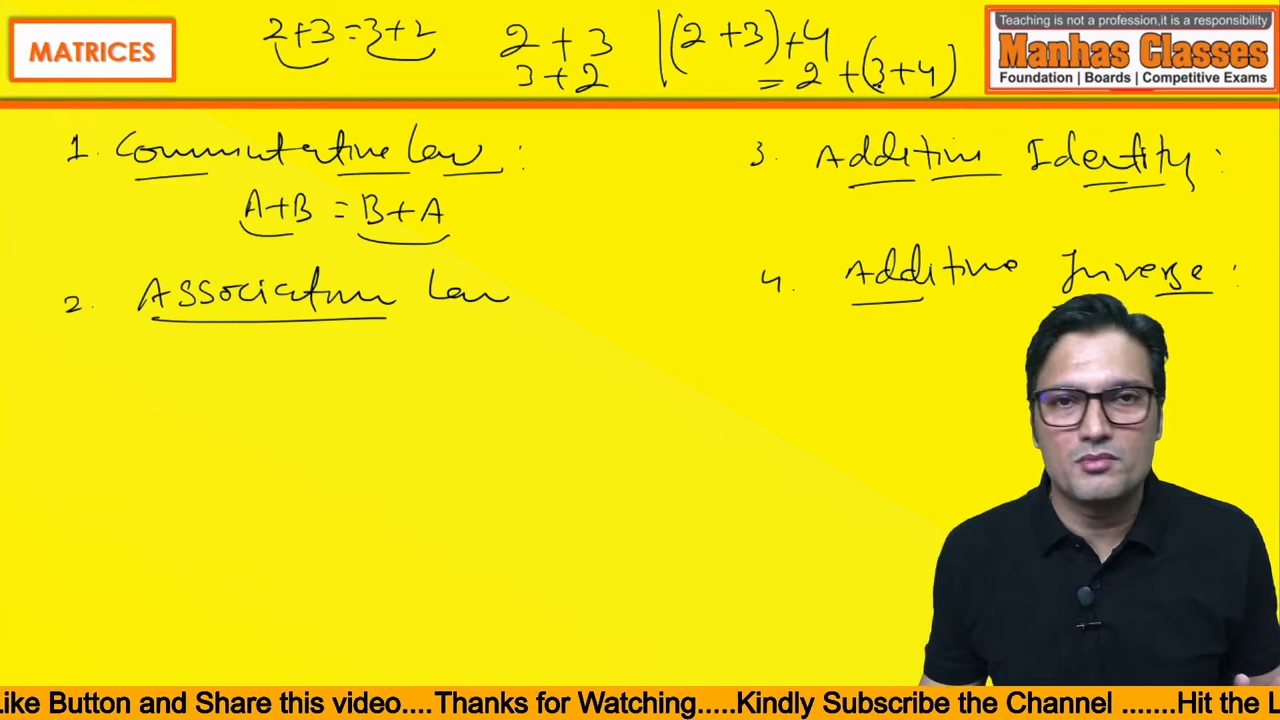 MATRICES
2+3=3+2
2+3
3+2
(2+3)+4
=2+(3+4)
Teaching is not a profession,it is a responsibility
Manhas Classes
Foundation | Boards | Competitive Exams
1. Commutative Law :
A+B = B+A
2. Associative Law
3. Additive Identity :
4. Additive Inverse :
Like Button and Share this video....Thanks for Watching.....Kindly Subscribe the Channel .......Hit the L